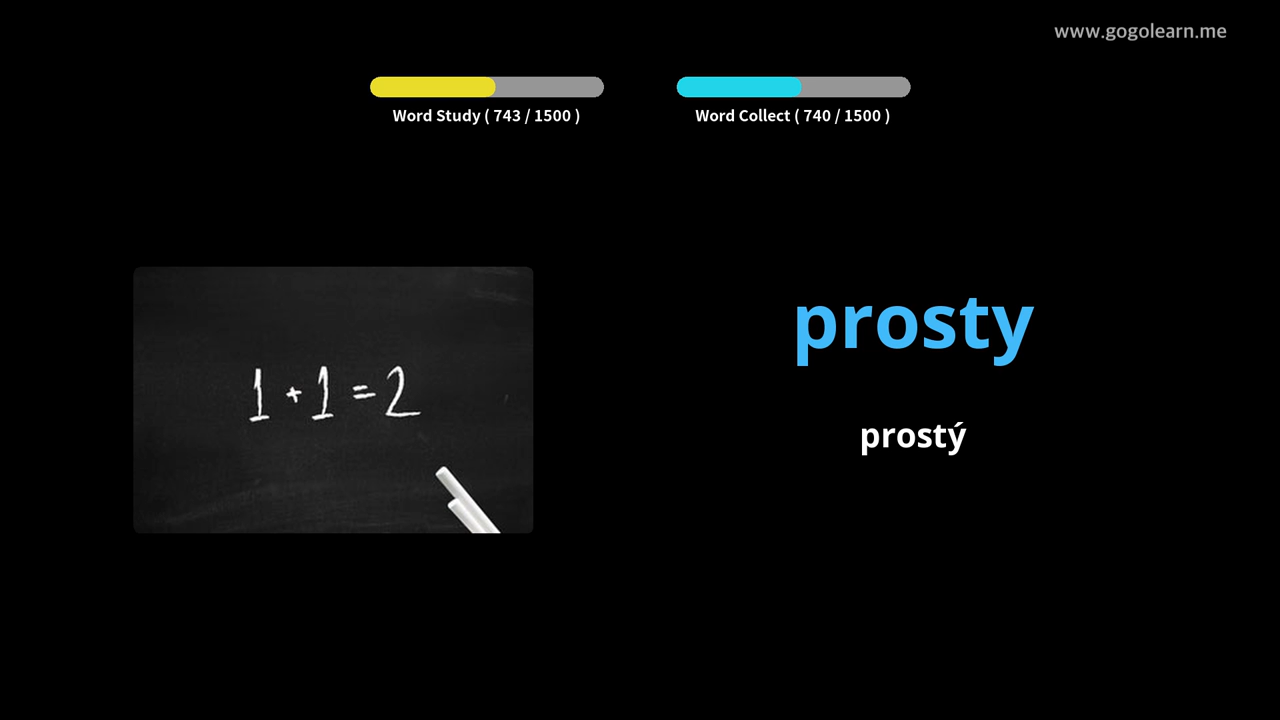 www.gogolearn.me
Word Study ( 743 / 1500 )
Word Collect ( 740 / 1500 )
1 + 1 = 2
prosty
prostý